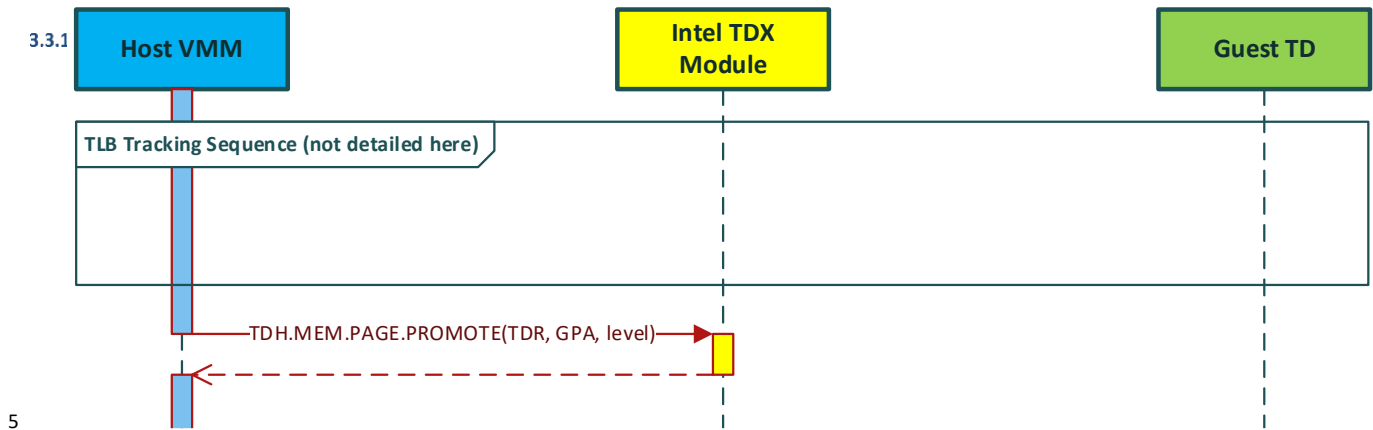 3.3.1
Host VMM
Intel TDX
Module
Guest TD
TLB Tracking Sequence (not detailed here)
TDH.MEM.PAGE.PROMOTE(TDR, GPA, level)
5